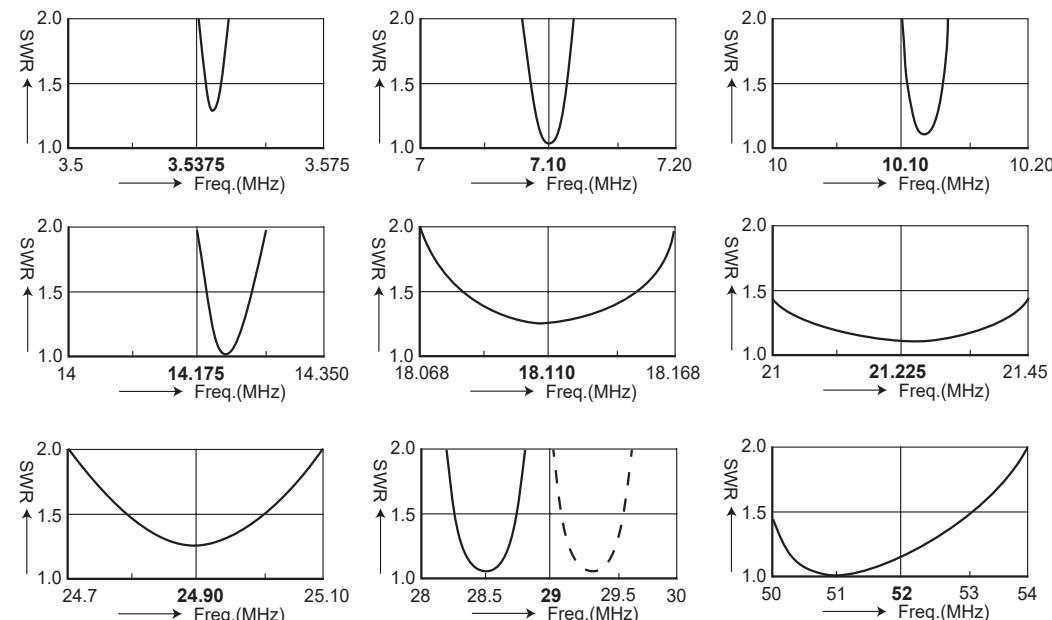 2.0 2.0 2.0
SWR SWR SWR
1.5 1.5 1.5
1.0 1.0 1.0
3.5 3.5375 3.575 7 7.10 7.20 10 10.10 10.20
Freq.(MHz) Freq.(MHz) Freq.(MHz)
2.0 2.0 2.0
SWR SWR SWR
1.5 1.5 1.5
1.0 1.0 1.0
14 14.175 14.350 18.068 18.110 18.168 21 21.225 21.45
Freq.(MHz) Freq.(MHz) Freq.(MHz)
2.0 2.0 2.0
SWR SWR SWR
1.5 1.5 1.5
1.0 1.0 1.0
24.7 24.90 25.10 28 28.5 29 29.5 30 50 51 52 53 54
Freq.(MHz) Freq.(MHz) Freq.(MHz)